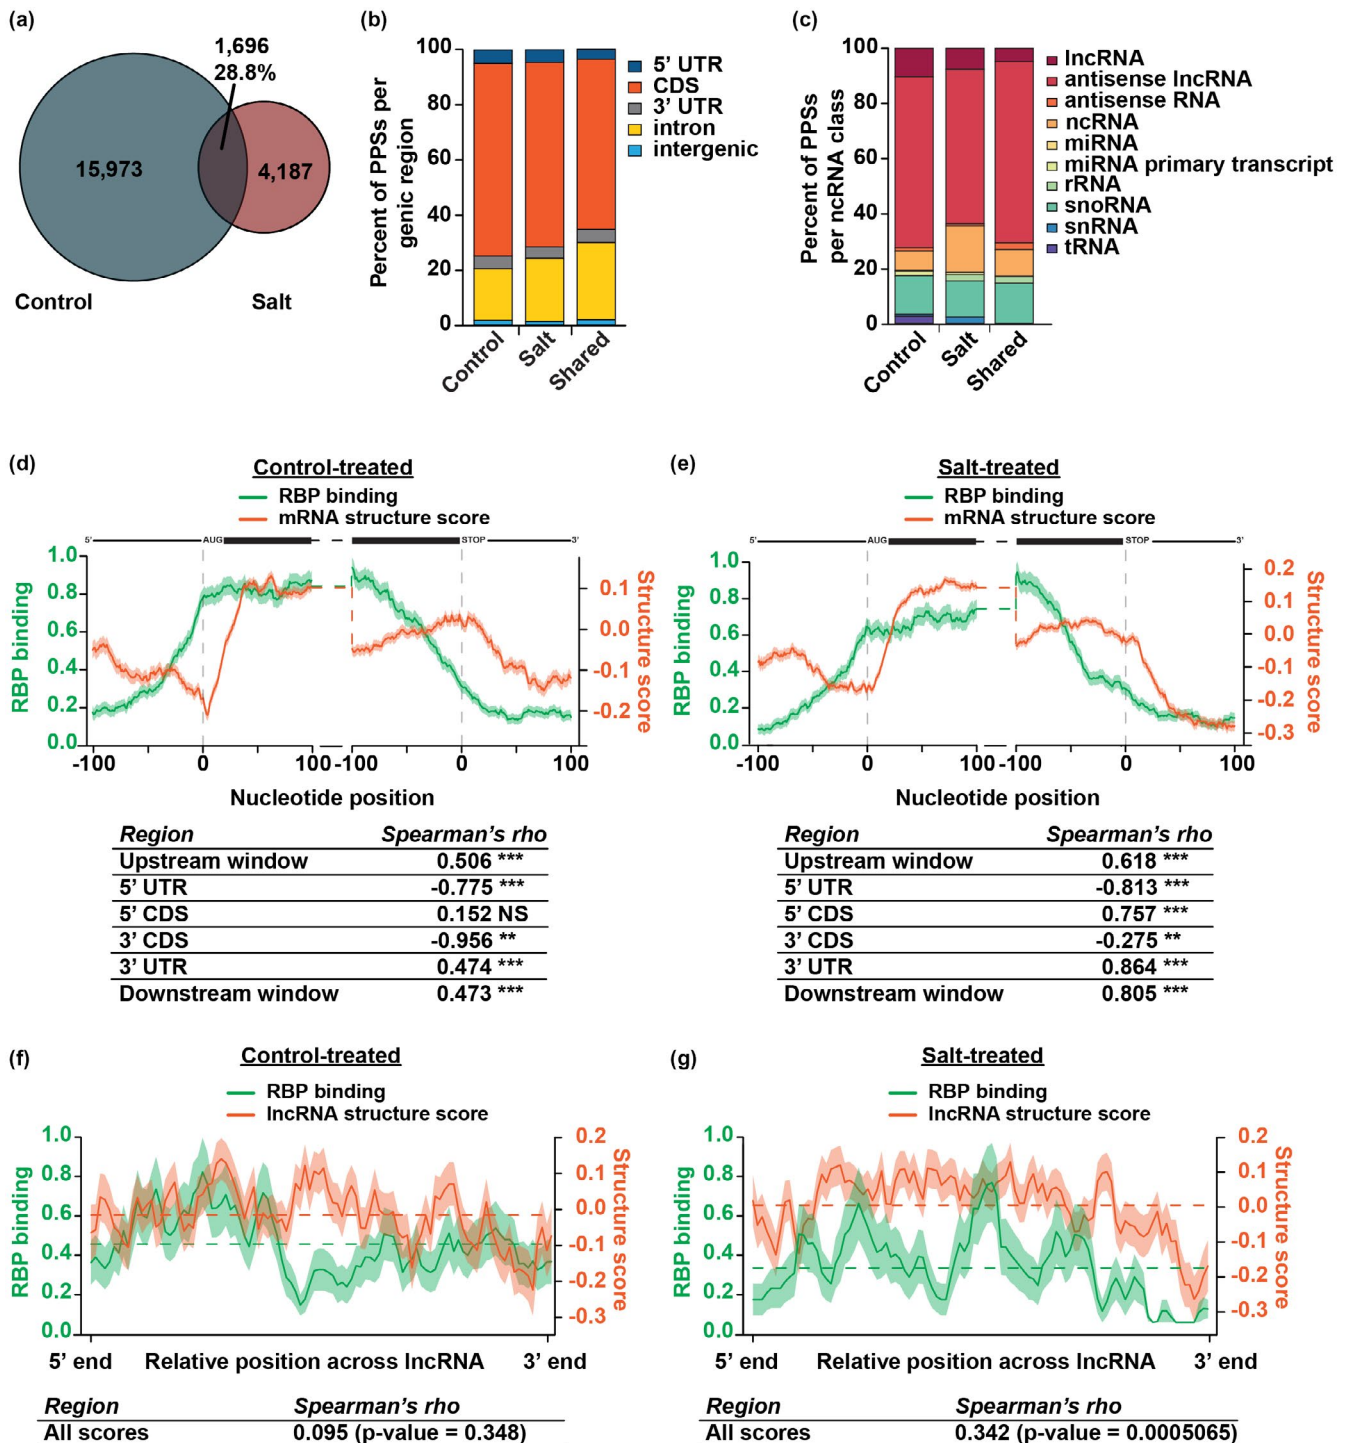 (a)
1,696
28.8%
15,973
4,187
Control
Salt
(b)
Percent of PPSs per
genic region
100
80
60
40
20
0
Control
Salt
Shared
5' UTR
CDS
3' UTR
intron
intergenic
(c)
Percent of PPSs
per ncRNA class
100
80
60
40
20
0
Control
Salt
Shared
lncRNA
antisense lncRNA
antisense RNA
ncRNA
miRNA
miRNA primary transcript
rRNA
snoRNA
snRNA
tRNA
(d)
Control-treated
RBP binding
mRNA structure score
5'
AUG
STOP
3'
RBP binding
1.0
0.8
0.6
0.4
0.2
0.0
Structure score
0.1
0.0
-0.1
-0.2
-100
0
100
-100
0
100
Nucleotide position
Region Spearman's rho
Upstream window 0.506 ***
5' UTR -0.775 ***
5' CDS 0.152 NS
3' CDS -0.956 **
3' UTR 0.474 ***
Downstream window 0.473 ***
(e)
Salt-treated
RBP binding
mRNA structure score
5'
AUG
STOP
3'
RBP binding
1.0
0.8
0.6
0.4
0.2
0.0
Structure score
0.2
0.1
0.0
-0.1
-0.2
-0.3
-100
0
100
-100
0
100
Nucleotide position
Region Spearman's rho
Upstream window 0.618 ***
5' UTR -0.813 ***
5' CDS 0.757 ***
3' CDS -0.275 **
3' UTR 0.864 ***
Downstream window 0.805 ***
(f)
Control-treated
RBP binding
lncRNA structure score
RBP binding
1.0
0.8
0.6
0.4
0.2
0.0
Structure score
0.2
0.1
0.0
-0.1
-0.2
-0.3
5' end Relative position across lncRNA 3' end
Region Spearman's rho
All scores 0.095 (p-value = 0.348)
(g)
Salt-treated
RBP binding
lncRNA structure score
RBP binding
1.0
0.8
0.6
0.4
0.2
0.0
Structure score
0.2
0.1
0.0
-0.1
-0.2
-0.3
5' end Relative position across lncRNA 3' end
Region Spearman's rho
All scores 0.342 (p-value = 0.0005065)